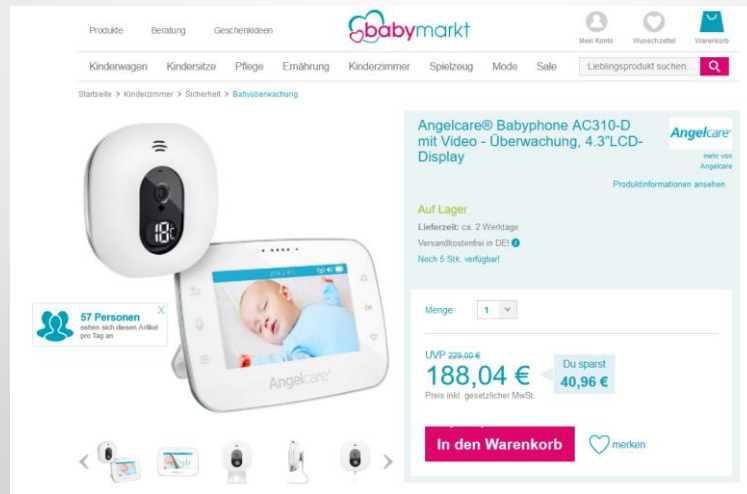 Produkte Beratung Geschenkideen
babymarkt
Mein Konto Wunschzettel Warenkorb
Kinderwagen Kindersitze Pflege Ernährung Kinderzimmer Spielzeug Mode Sale
Lieblingsprodukt suchen...
Startseite > Kinderzimmer > Sicherheit > Babyüberwachung
Angelcare® Babyphone AC310-D
mit Video - Überwachung, 4.3"LCD-
Display
Angelcare®
mehr von
Angelcare
Produktinformationen ansehen
Auf Lager
Lieferzeit: ca. 2 Werktage
Versandkostenfrei in DE!
Noch 5 Stk. verfügbar!
18c
Angelcare
57 Personen
X
sehen sich diesen Artikel
pro Tag an
Menge: 1
UVP 229,00 €
188,04 €
Preis inkl. gesetzlicher MwSt.
Du sparst
40,96 €
In den Warenkorb
merken